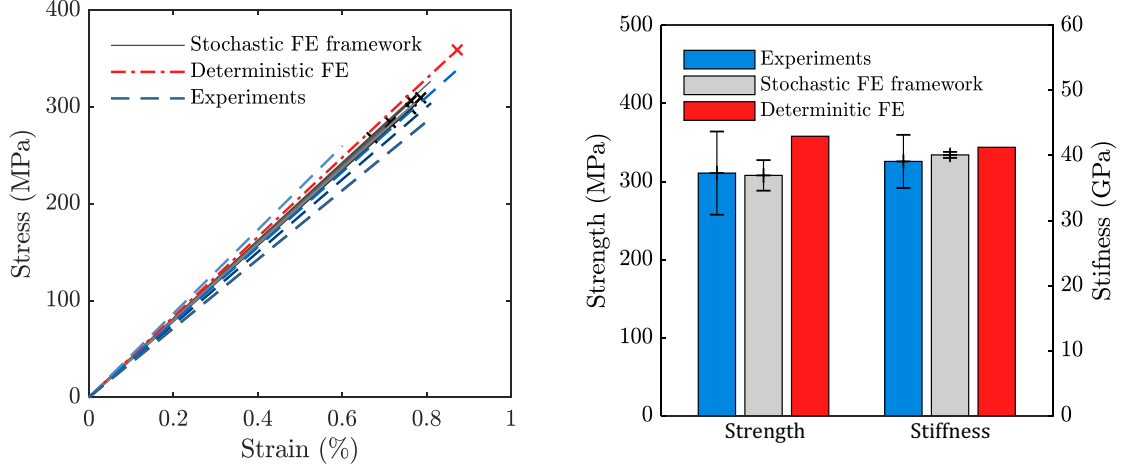 400
300
200
100
0
Stress (MPa)
Stochastic FE framework
Deterministic FE
Experiments
0 0.2 0.4 0.6 0.8 1
Strain (%)
500
400
300
200
100
0
Strength (MPa)
Experiments
Stochastic FE framework
Determinitic FE
60
50
40
30
20
10
0
Stifness (GPa)
Strength Stiffness